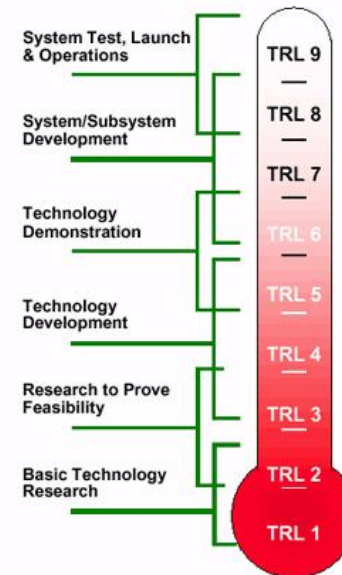 System Test, Launch
& Operations
System/Subsystem
Development
Technology
Demonstration
Technology
Development
Research to Prove
Feasibility
Basic Technology
Research
TRL 9
TRL 8
TRL 7
TRL 6
TRL 5
TRL 4
TRL 3
TRL 2
TRL 1